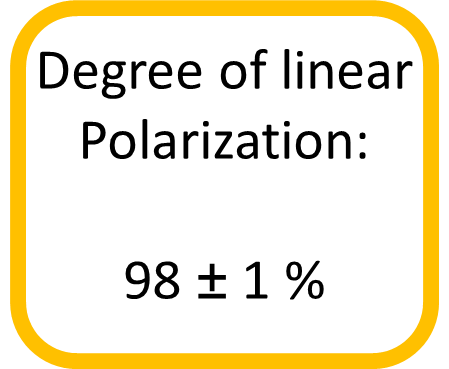 Degree of linear
Polarization:
98 ± 1 %